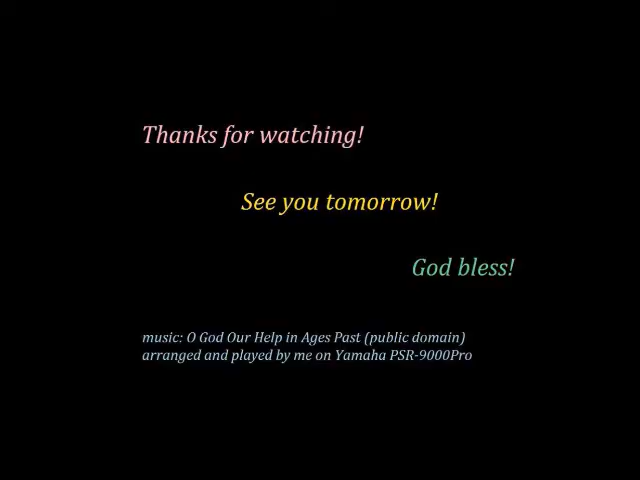 Thanks for watching!
See you tomorrow!
God bless!
music: O God Our Help in Ages Past (public domain)
arranged and played by me on Yamaha PSR-9000Pro